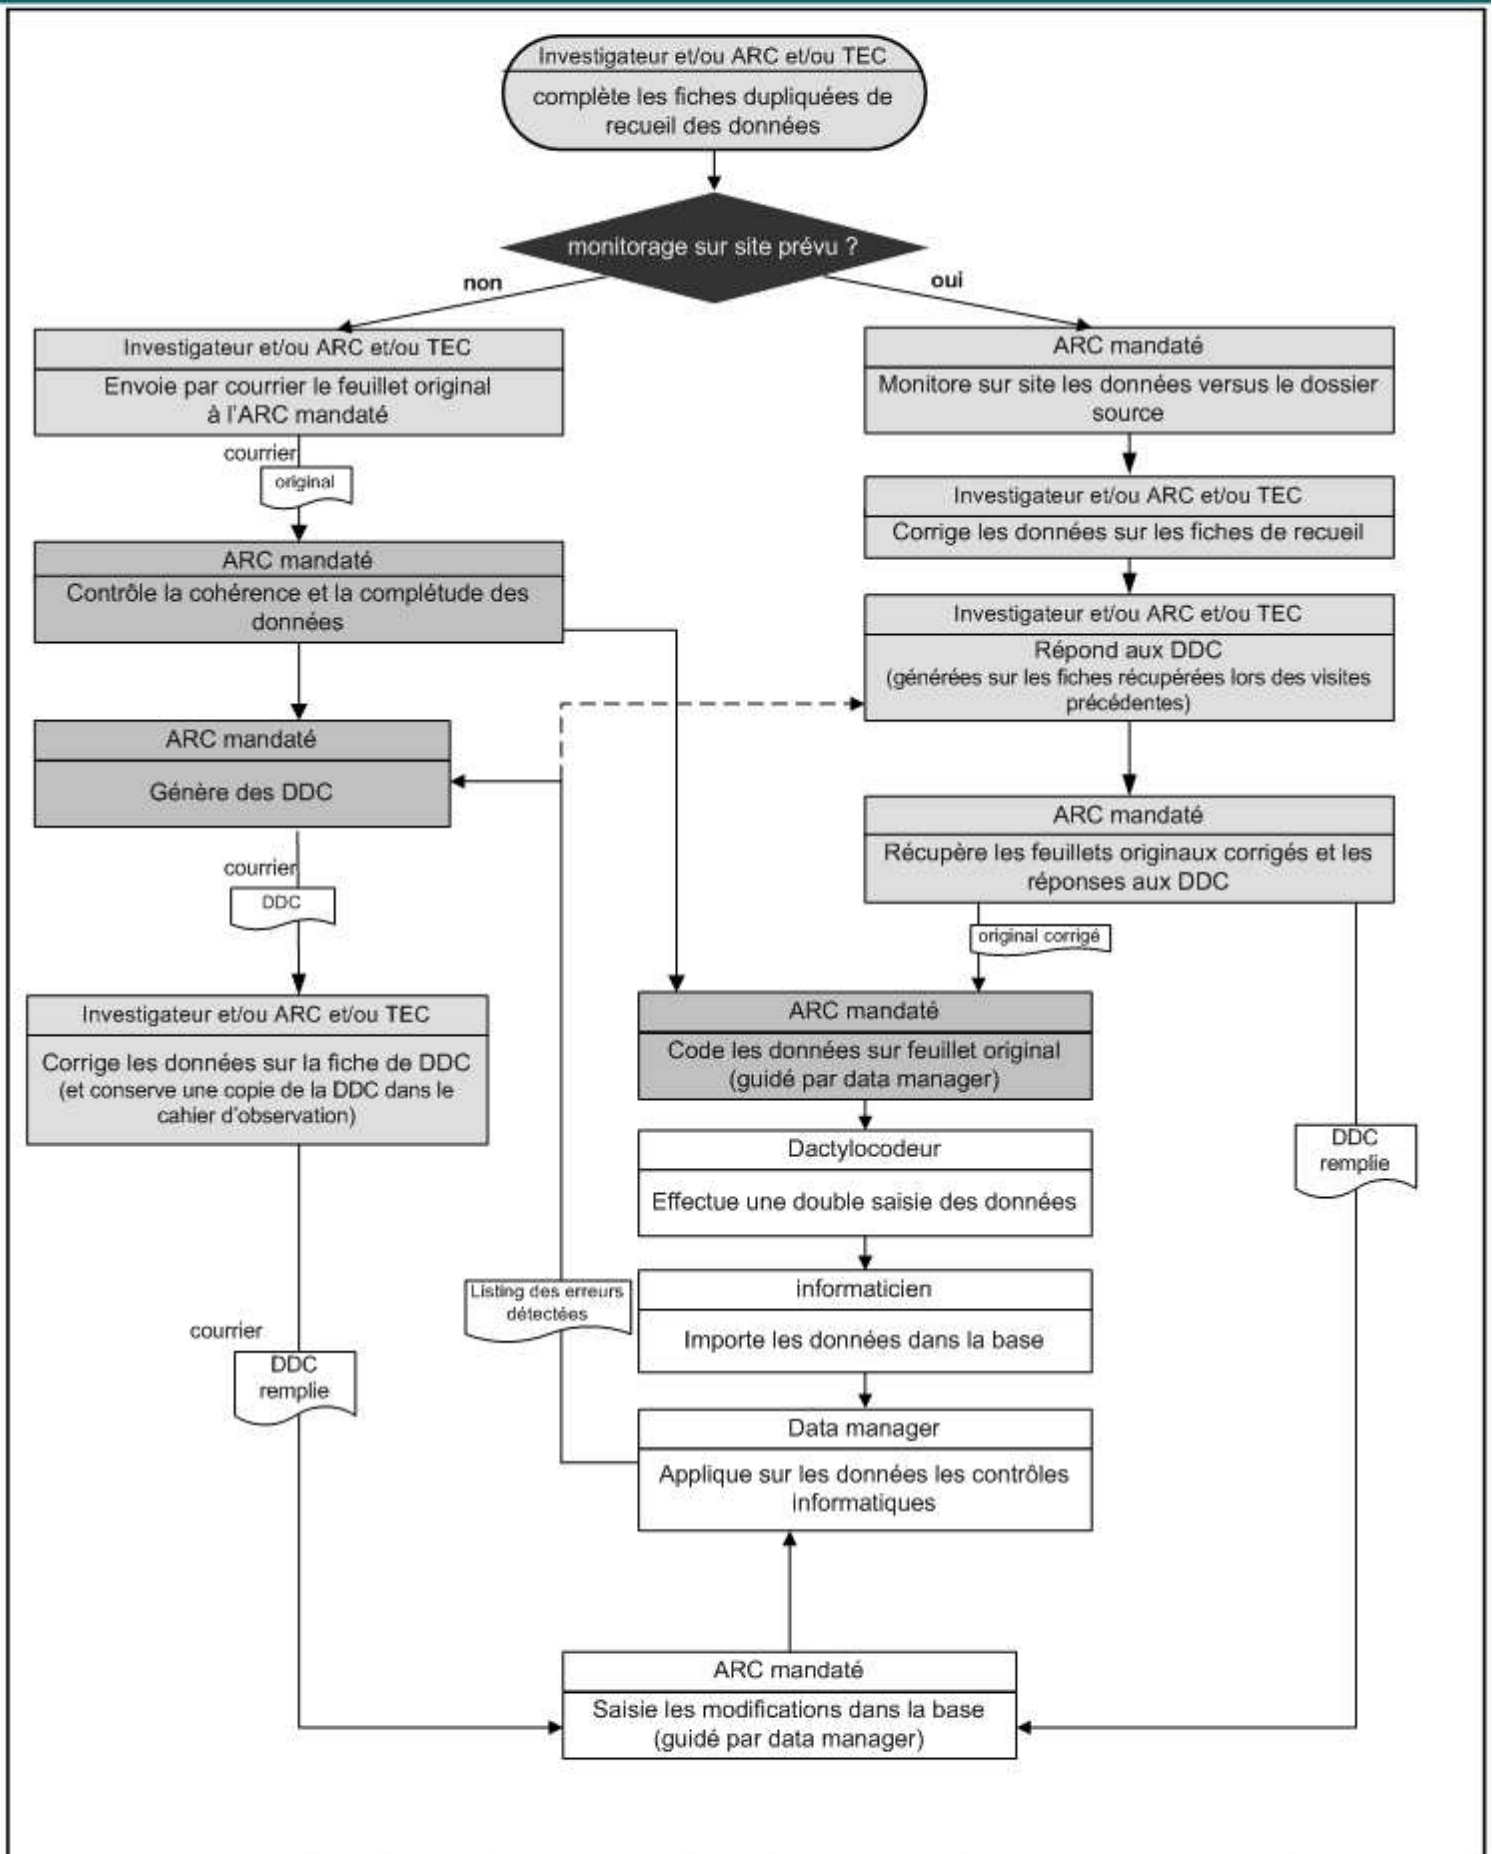 Investigateur et/ou ARC et/ou TEC
complète les fiches dupliquées de
recueil des données
monitorage sur site prévu ?
non
oui
Investigateur et/ou ARC et/ou TEC
Envoie par courrier le feuillet original
à l'ARC mandaté
courrier
original
ARC mandaté
Contrôle la cohérence et la complétude des
données
ARC mandaté
Génère des DDC
courrier
DDC
Investigateur et/ou ARC et/ou TEC
Corrige les données sur la fiche de DDC
(et conserve une copie de la DDC dans le
cahier d'observation)
courrier
DDC
remplie
ARC mandaté
Monitore sur site les données versus le dossier
source
Investigateur et/ou ARC et/ou TEC
Corrige les données sur les fiches de recueil
Investigateur et/ou ARC et/ou TEC
Répond aux DDC
(générées sur les fiches récupérées lors des visites
précédentes)
ARC mandaté
Récupère les feuillets originaux corrigés et les
réponses aux DDC
original corrigé
DDC
remplie
ARC mandaté
Code les données sur feuillet original
(guidé par data manager)
Dactylocodeur
Effectue une double saisie des données
informaticien
Importe les données dans la base
Listing des erreurs
détectées
Data manager
Applique sur les données les contrôles
informatiques
ARC mandaté
Saisie les modifications dans la base
(guidé par data manager)